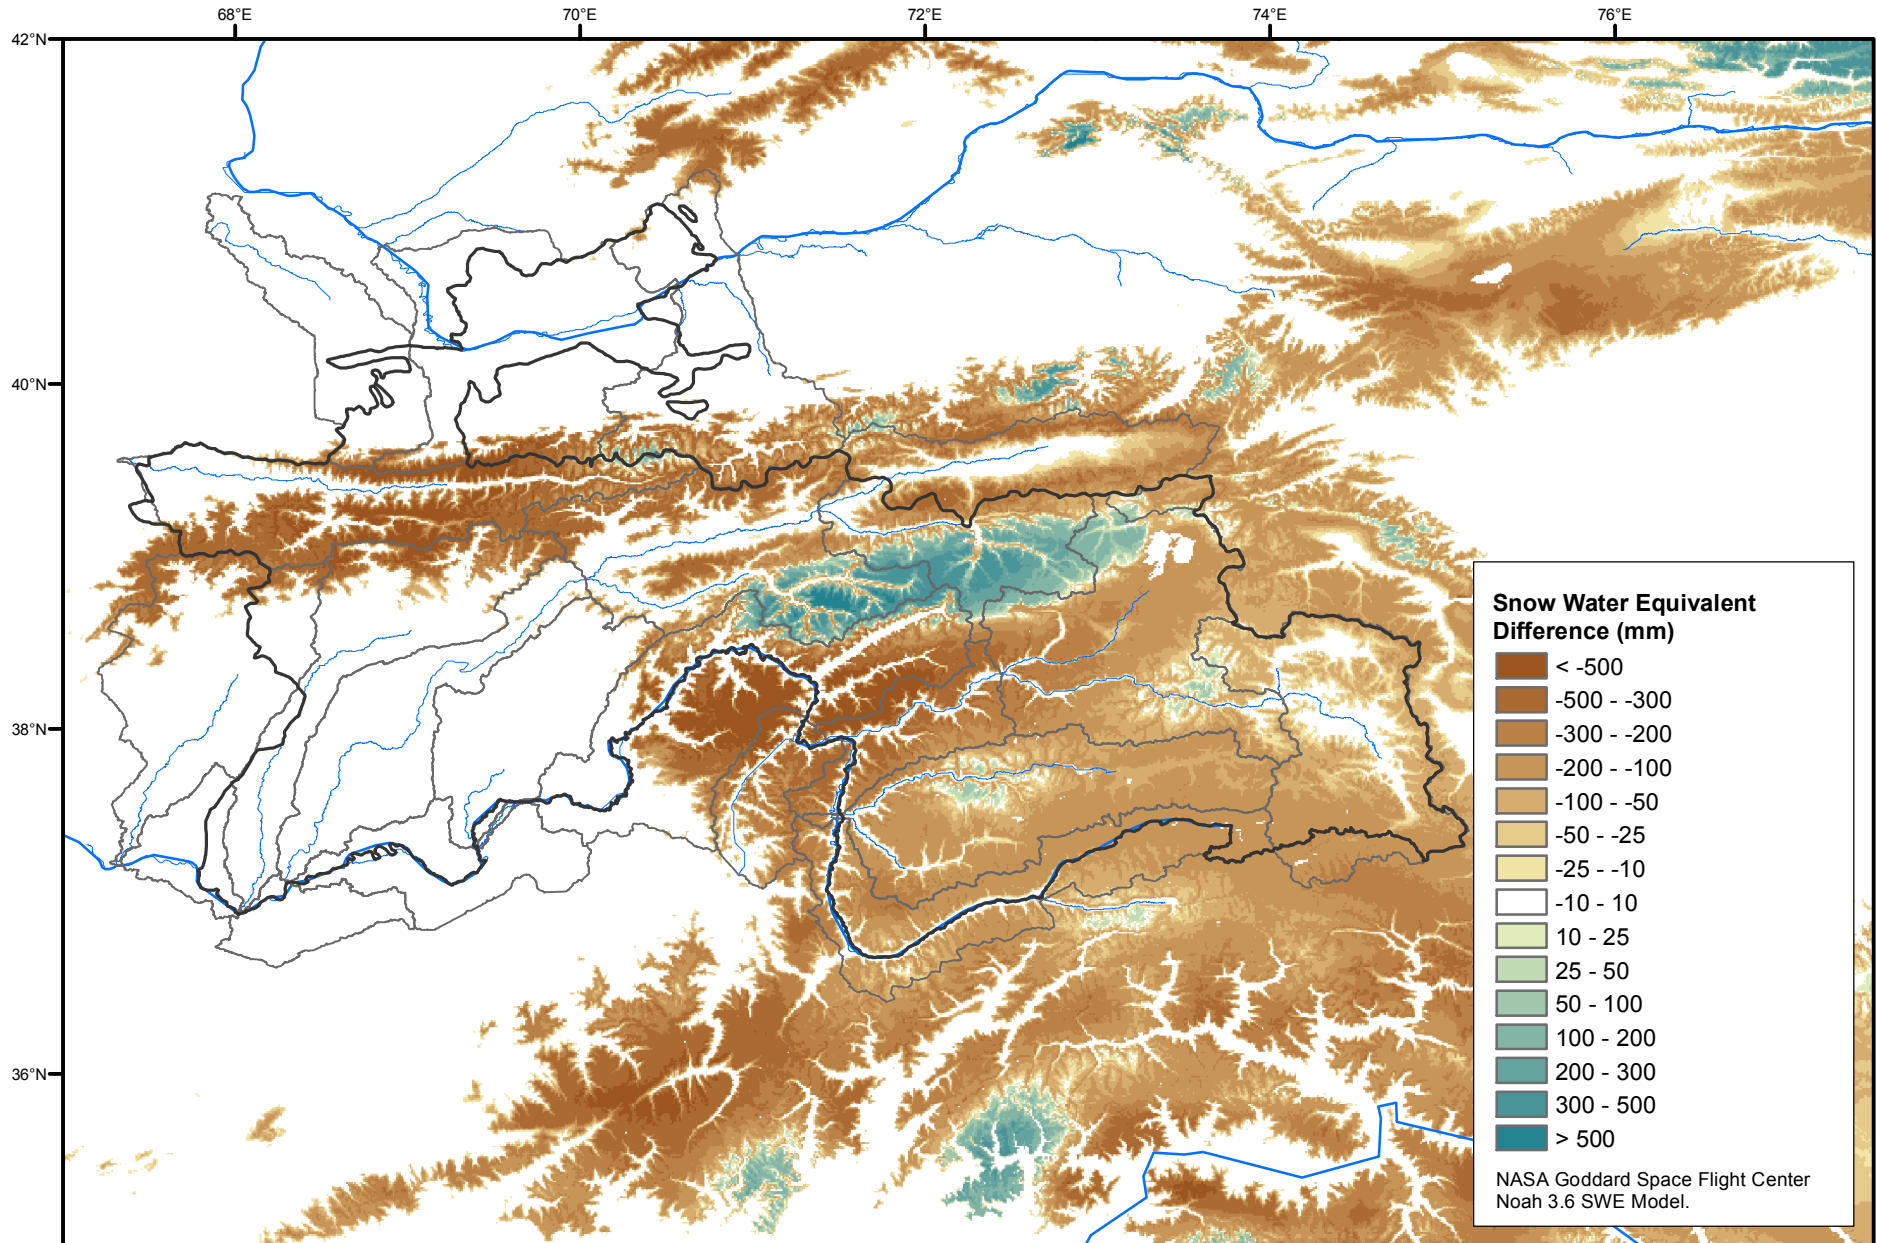 68°E 70°E 72°E 74°E 76°E
42°N
40°N
38°N
36°N
Snow Water Equivalent
Difference (mm)
< -500
-500 - -300
-300 - -200
-200 - -100
-100 - -50
-50 - -25
-25 - -10
-10 - 10
10 - 25
25 - 50
50 - 100
100 - 200
200 - 300
300 - 500
> 500
NASA Goddard Space Flight Center
Noah 3.6 SWE Model.